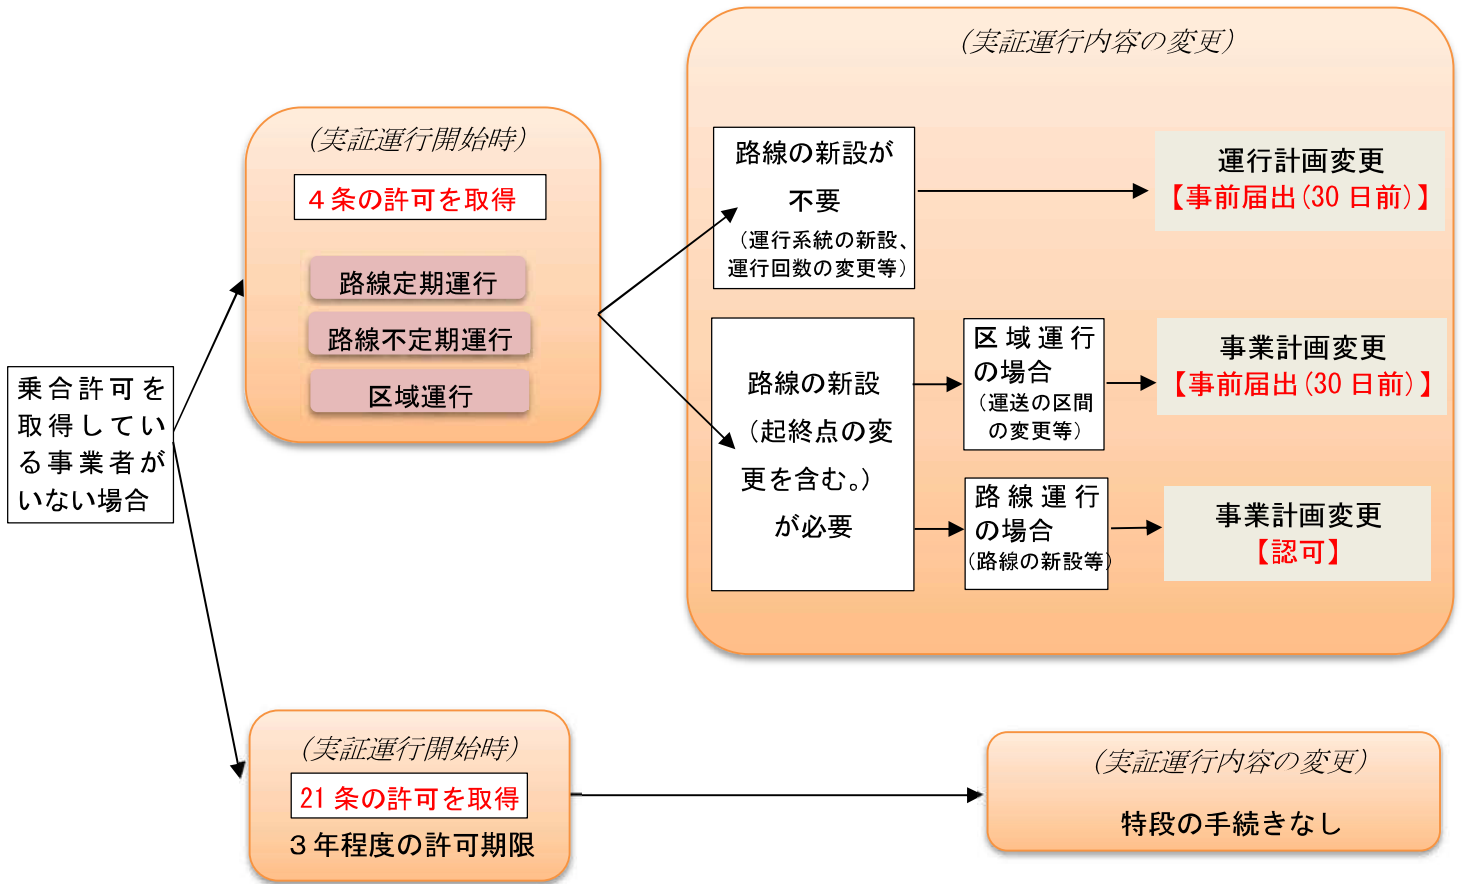 乗合許可を
取得してい
る事業者が
いない場合
(実証運行開始時)
４条の許可を取得
路線定期運行
路線不定期運行
区域運行
(実証運行内容の変更)
路線の新設が
不要
（運行系統の新設、
運行回数の変更等）
運行計画変更
【事前届出(30日前)】
路線の新設
（起終点の変
更を含む。）
が必要
区域運行
の場合
（運送の区間
の変更等）
事業計画変更
【事前届出(30日前)】
路線運行
の場合
（路線の新設等）
事業計画変更
【認可】
(実証運行開始時)
21条の許可を取得
３年程度の許可期限
(実証運行内容の変更)
特段の手続きなし